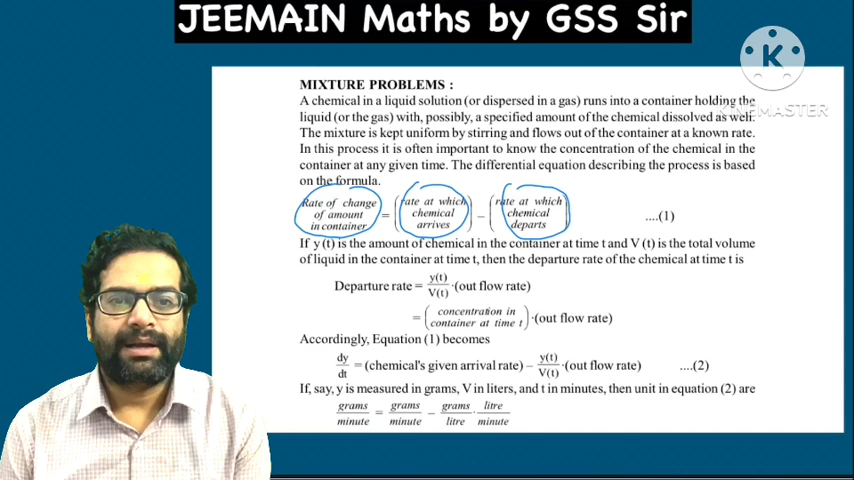 JEEMAIN Maths by GSS Sir
K
KINEMASTER
MIXTURE PROBLEMS :
A chemical in a liquid solution (or dispersed in a gas) runs into a container holding the
liquid (or the gas) with, possibly, a specified amount of the chemical dissolved as well.
The mixture is kept uniform by stirring and flows out of the container at a known rate.
In this process it is often important to know the concentration of the chemical in the
container at any given time. The differential equation describing the process is based
on the formula.
Rate of change of amount in container = (rate at which chemical arrives) – (rate at which chemical departs) ....(1)
If y (t) is the amount of chemical in the container at time t and V (t) is the total volume
of liquid in the container at time t, then the departure rate of the chemical at time t is
Departure rate = y(t)/V(t) ·(out flow rate)
= (concentration in container at time t) ·(out flow rate)
Accordingly, Equation (1) becomes
dy/dt = (chemical's given arrival rate) – y(t)/V(t) ·(out flow rate) ....(2)
If, say, y is measured in grams, V in liters, and t in minutes, then unit in equation (2) are
grams/minute = grams/minute – grams/litre · litre/minute